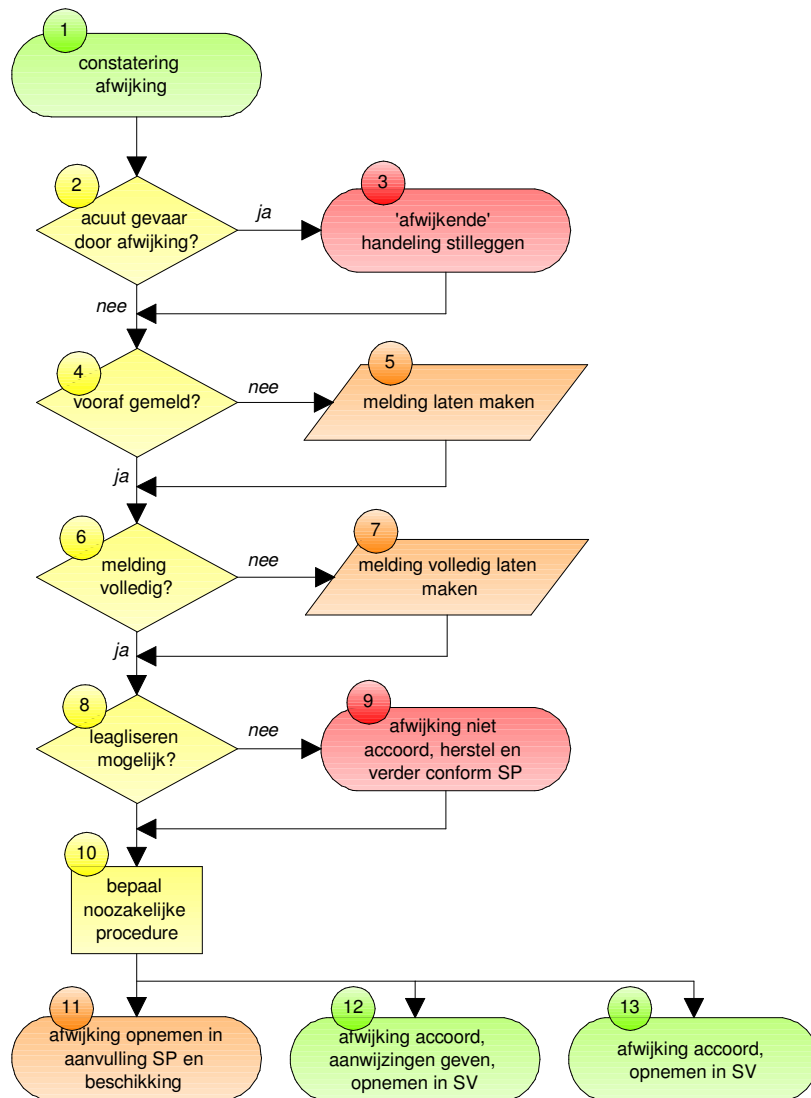 1
constatering
afwijking
2
acuut gevaar
door afwijking?
ja
3
'afwijkende'
handeling stilleggen
nee
4
vooraf gemeld?
nee
5
melding laten maken
ja
6
melding
volledig?
nee
7
melding volledig laten
maken
ja
8
leagliseren
mogelijk?
nee
9
afwijking niet
accoord, herstel en
verder conform SP
10
bepaal
noozakelijke
procedure
11
afwijking opnemen in
aanvulling SP en
beschikking
12
afwijking accoord,
aanwijzingen geven,
opnemen in SV
13
afwijking accoord,
opnemen in SV